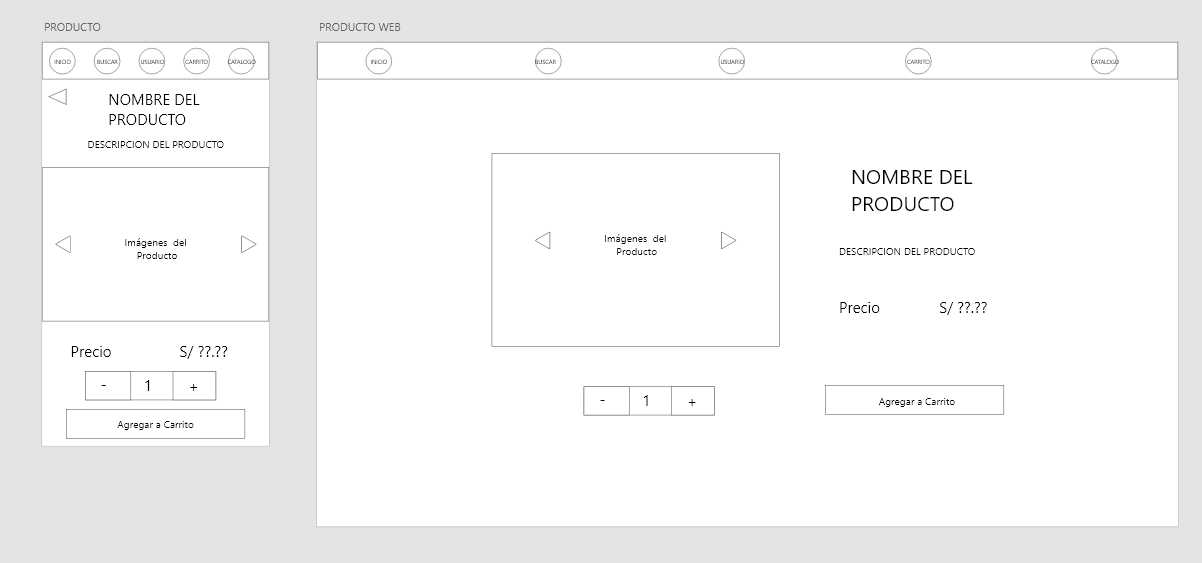 PRODUCTO
INICIO BUSCAR USUARIO CARRITO CATALOGO
NOMBRE DEL
PRODUCTO
DESCRIPCION DEL PRODUCTO
Imágenes del
Producto
Precio S/ ??.??
- 1 +
Agregar a Carrito
PRODUCTO WEB
INICIO BUSCAR USUARIO CARRITO CATALOGO
Imágenes del
Producto
NOMBRE DEL
PRODUCTO
DESCRIPCION DEL PRODUCTO
Precio S/ ??.??
- 1 +
Agregar a Carrito